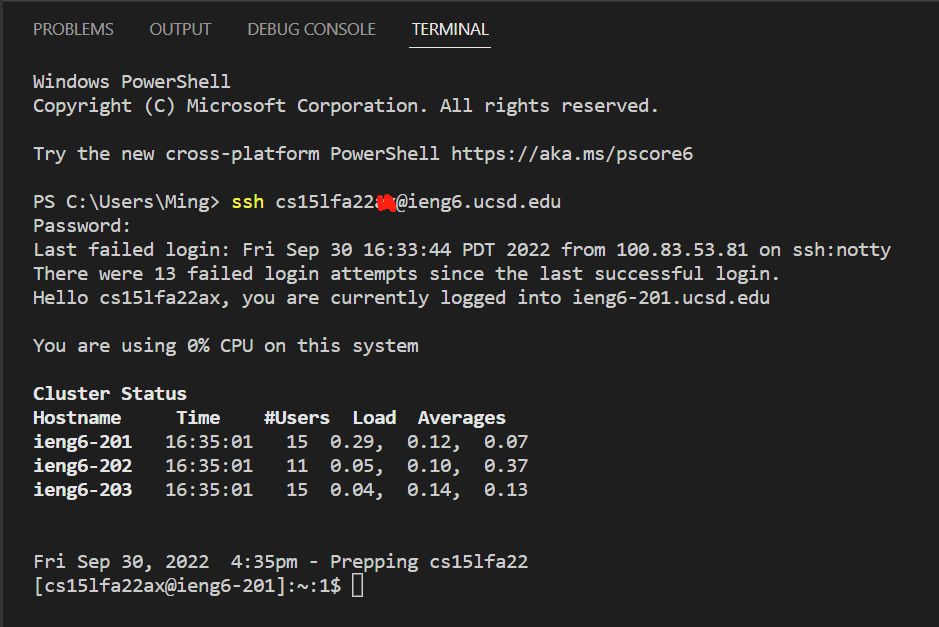 PROBLEMS OUTPUT DEBUG CONSOLE TERMINAL
Windows PowerShell
Copyright (C) Microsoft Corporation. All rights reserved.
Try the new cross-platform PowerShell https://aka.ms/pscore6
PS C:\Users\Ming> ssh cs15lfa22 @ieng6.ucsd.edu
Password:
Last failed login: Fri Sep 30 16:33:44 PDT 2022 from 100.83.53.81 on ssh:notty
There were 13 failed login attempts since the last successful login.
Hello cs15lfa22ax, you are currently logged into ieng6-201.ucsd.edu
You are using 0% CPU on this system
Cluster Status
Hostname Time #Users Load Averages
ieng6-201 16:35:01 15 0.29, 0.12, 0.07
ieng6-202 16:35:01 11 0.05, 0.10, 0.37
ieng6-203 16:35:01 15 0.04, 0.14, 0.13
Fri Sep 30, 2022 4:35pm - Prepping cs15lfa22
[cs15lfa22ax@ieng6-201]:~:1$